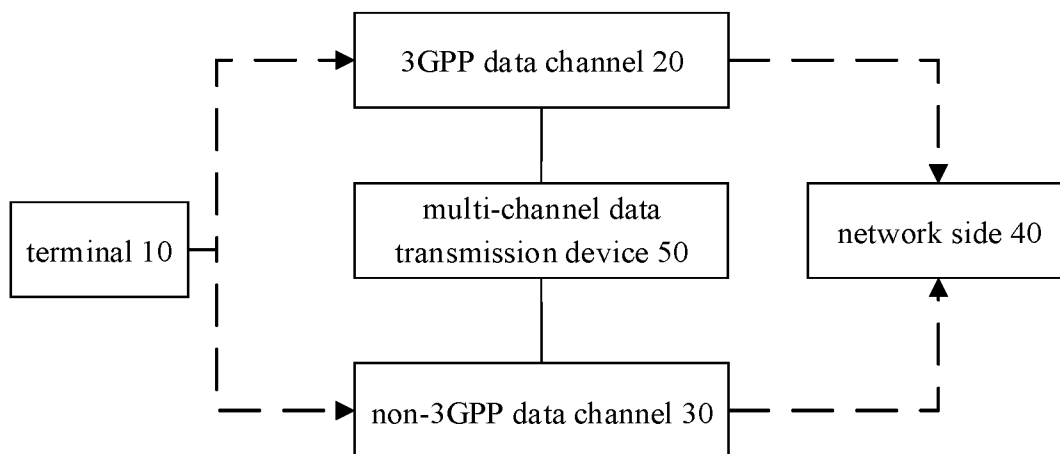 3GPP data channel 20
terminal 10
multi-channel data
transmission device 50
network side 40
non-3GPP data channel 30